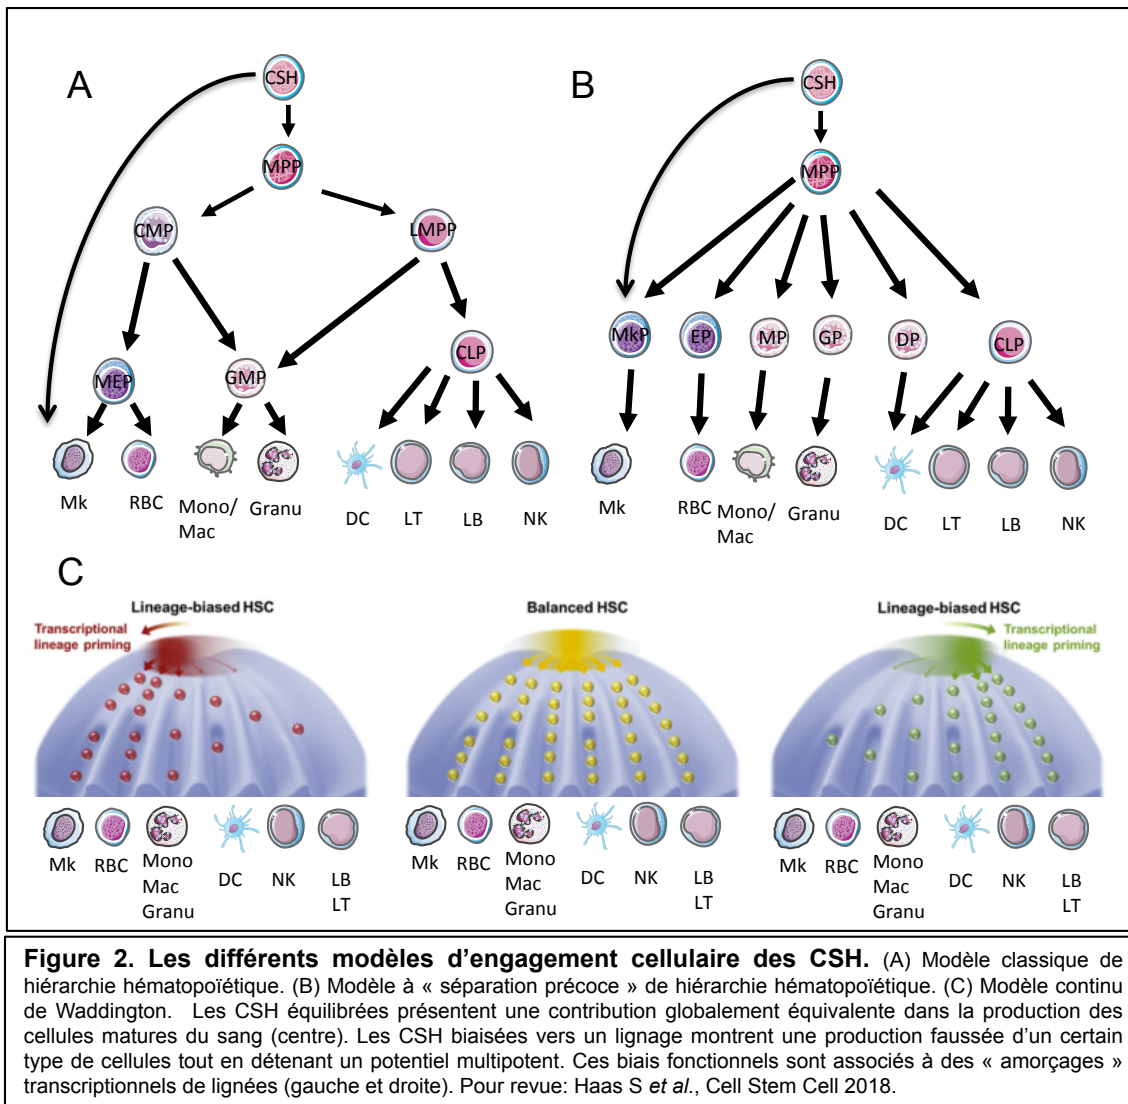 A
CSH
MPP
CMP
LMPP
CLP
MEP
GMP
Mk
RBC
Mono/
Mac
Granu
DC
LT
LB
NK
B
CSH
MPP
MkP
EP
MP
GP
DP
CLP
Mk
RBC
Mono/
Mac
Granu
DC
LT
LB
NK
C
Lineage-biased HSC
Transcriptional
lineage priming
Mk
RBC
Mono
Mac
Granu
DC
NK
LB
LT
Balanced HSC
Mk
RBC
Mono
Mac
Granu
DC
NK
LB
LT
Lineage-biased HSC
Transcriptional
lineage priming
Mk
RBC
Mono
Mac
Granu
DC
NK
LB
LT
Figure 2. Les différents modèles d’engagement cellulaire des CSH. (A) Modèle classique de
hiérarchie hématopoïétique. (B) Modèle à « séparation précoce » de hiérarchie hématopoïétique. (C) Modèle continu
de Waddington. Les CSH équilibrées présentent une contribution globalement équivalente dans la production des
cellules matures du sang (centre). Les CSH biaisées vers un lignage montrent une production faussée d’un certain
type de cellules tout en détenant un potentiel multipotent. Ces biais fonctionnels sont associés à des « amorçages »
transcriptionnels de lignées (gauche et droite). Pour revue: Haas S et al., Cell Stem Cell 2018.